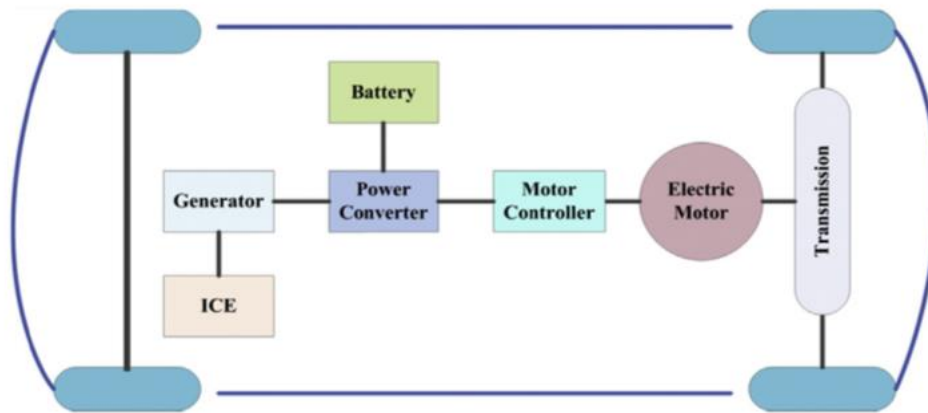 Battery
Generator
Power
Converter
Motor
Controller
Electric
Motor
Transmission
ICE